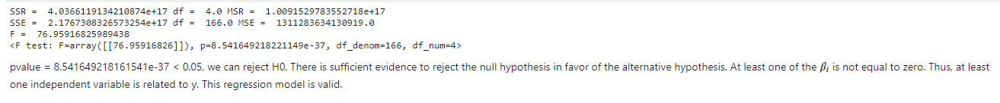 SSR =  4.0366119134210874e+17 df =  4.0 MSR =  1.0091529783552718e+17
SSE =  2.1767308326573254e+17 df =  166.0 MSE =  1311283634130919.0
F =  76.95916825989438
<F test: F=array([[76.95916826]]), p=8.541649218221149e-37, df_denom=166, df_num=4>
pvalue = 8.541649218161541e-37 < 0.05, we can reject H0. There is sufficient evidence to reject the null hypothesis in favor of the alternative hypothesis. At least one of the βi is not equal to zero. Thus, at least
one independent variable is related to y. This regression model is valid.